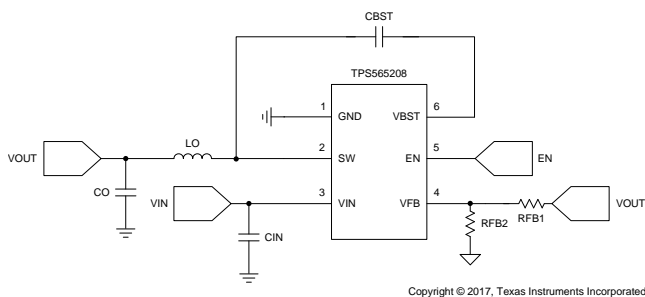 CBST
TPS565208
1 GND VBST 6
LO
VOUT 2 SW EN 5 EN
CO VIN 3 VIN VFB 4 VOUT
RFB1
CIN RFB2
Copyright © 2017, Texas Instruments Incorporated